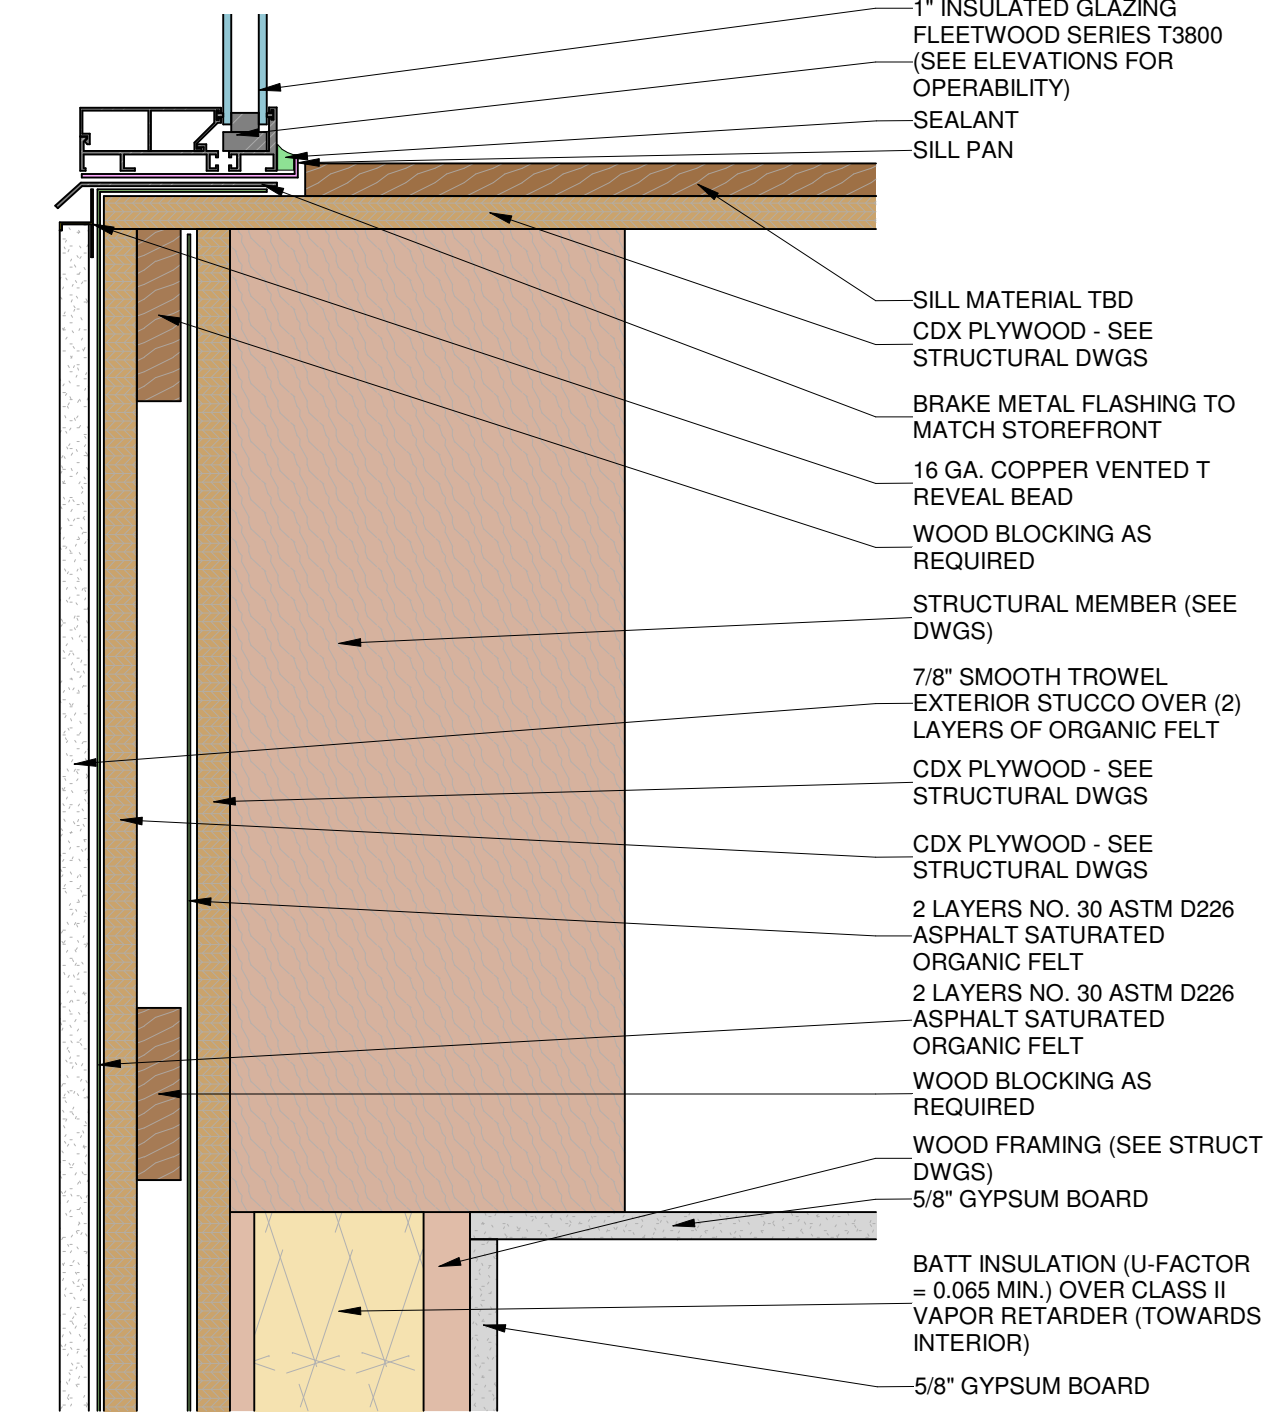 1" INSULATED GLAZING
FLEETWOOD SERIES T3800
(SEE ELEVATIONS FOR
OPERABILITY)
SEALANT
SILL PAN
SILL MATERIAL TBD
CDX PLYWOOD - SEE
STRUCTURAL DWGS
BRAKE METAL FLASHING TO
MATCH STOREFRONT
16 GA. COPPER VENTED T
REVEAL BEAD
WOOD BLOCKING AS
REQUIRED
STRUCTURAL MEMBER (SEE
DWGS)
7/8" SMOOTH TROWEL
EXTERIOR STUCCO OVER (2)
LAYERS OF ORGANIC FELT
CDX PLYWOOD - SEE
STRUCTURAL DWGS
CDX PLYWOOD - SEE
STRUCTURAL DWGS
2 LAYERS NO. 30 ASTM D226
ASPHALT SATURATED
ORGANIC FELT
2 LAYERS NO. 30 ASTM D226
ASPHALT SATURATED
ORGANIC FELT
WOOD BLOCKING AS
REQUIRED
WOOD FRAMING (SEE STRUCT
DWGS)
5/8" GYPSUM BOARD
BATT INSULATION (U-FACTOR
= 0.065 MIN.) OVER CLASS II
VAPOR RETARDER (TOWARDS
INTERIOR)
5/8" GYPSUM BOARD